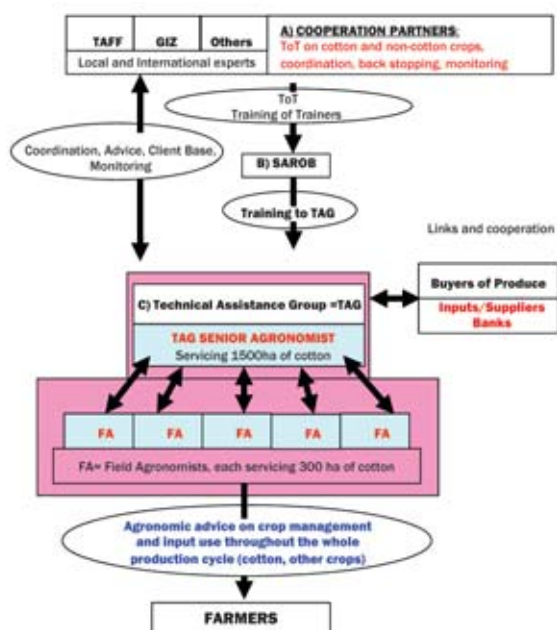 TAFF GIZ Others
Local and International experts
A) COOPERATION PARTNERS:
ToT on cotton and non-cotton crops,
coordination, back stopping, monitoring
ToT
Training of Trainers
Coordination, Advice, Client Base,
Monitoring
B) SAROB
Training to TAG
Links and cooperation
Buyers of Produce
Inputs/Suppliers
Banks
C) Technical Assistance Group =TAG
TAG SENIOR AGRONOMIST
Servicing 1500ha of cotton
FA FA FA FA FA
FA= Field Agronomists, each servicing 300 ha of cotton
Agronomic advice on crop management
and input use throughout the whole
production cycle (cotton, other crops)
FARMERS